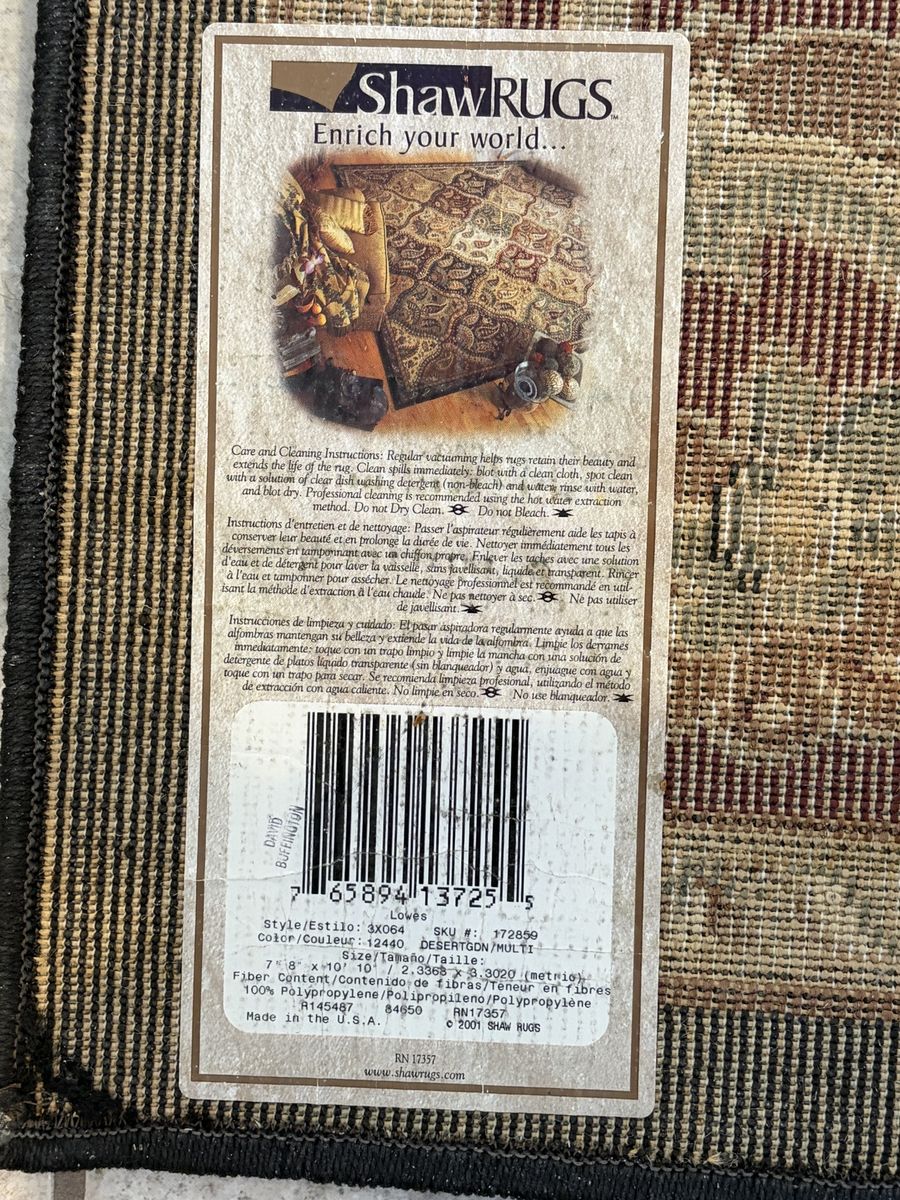 ShawRUGS™
Enrich your world...
Care and Cleaning Instructions: Regular vacuuming helps rugs retain their beauty and
extends the life of the rug. Clean spills immediately: blot with a clean cloth, spot clean
with a solution of clear dish washing detergent (non-bleach) and water, rinse with water,
and blot dry. Professional cleaning is recommended using the hot water extraction
method. Do not Dry Clean. Do not Bleach.
Instructions d'entretien et de nettoyage: Passer l'aspirateur régulièrement aide les tapis à
conserver leur beauté et en prolonge la durée de vie. Nettoyer immédiatement tous les
déversements en tamponnant avec un chiffon propre. Enlever les taches avec une solution
d'eau et de détergent pour laver la vaisselle, sans javellisant, liquide et transparent. Rincer
à l'eau et tamponner pour assécher. Le nettoyage professionnel est recommandé en util-
isant la méthode d'extraction à l'eau chaude. Ne pas nettoyer à sec. Ne pas utiliser
de javellisant.
Instrucciones de limpieza y cuidado: El pasar aspiradora regularmente ayuda a que las
alfombras mantengan su belleza y extiende la vida de la alfombra. Limpie los derrames
immediatamente: toque con un trapo limpio y limpie la mancha con una solución de
detergente de platos líquido transparente (sin blanqueador) y agua, enjuague con agua y
toque con un trapo para secar. Se recomienda limpieza profesional, utilizando el método
de extracción con agua caliente. No limpie en seco. No use blanqueador.
DAVID
BUFFINGTON
7 65894 13725 5
Lowes
Style/Estilo: 3X064 SKU #: 172859
Color/Couleur: 12440 DESERTGDN/MULTI
Size/Tamaño/Taille:
7' 8" x 10' 10" / 2.3368 x 3.3020 (metric)
Fiber Content/Contenido de fibras/Teneur en fibres
100% Polypropylene/Polipropileno/Polypropylène
R145487 84650 RN17357
Made in the U.S.A. © 2001 SHAW RUGS
RN 17357
www.shawrugs.com